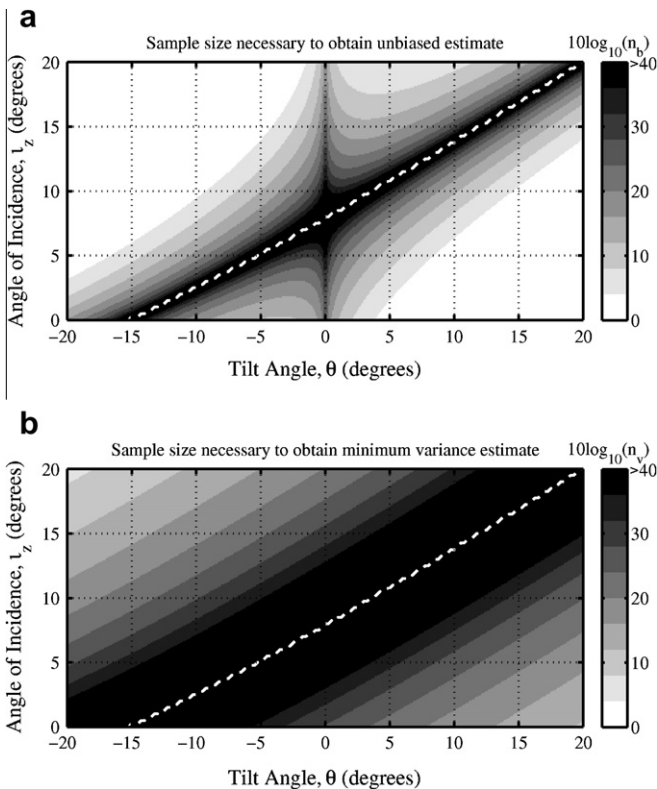 a
Sample size necessary to obtain unbiased estimate
10log10(nb)
>40
30
20
10
0
20
15
10
5
0
Angle of Incidence, ιz (degrees)
−20 −15 −10 −5 0 5 10 15 20
Tilt Angle, θ (degrees)
b
Sample size necessary to obtain minimum variance estimate
10log10(nv)
>40
30
20
10
0
20
15
10
5
0
Angle of Incidence, ιz (degrees)
−20 −15 −10 −5 0 5 10 15 20
Tilt Angle, θ (degrees)